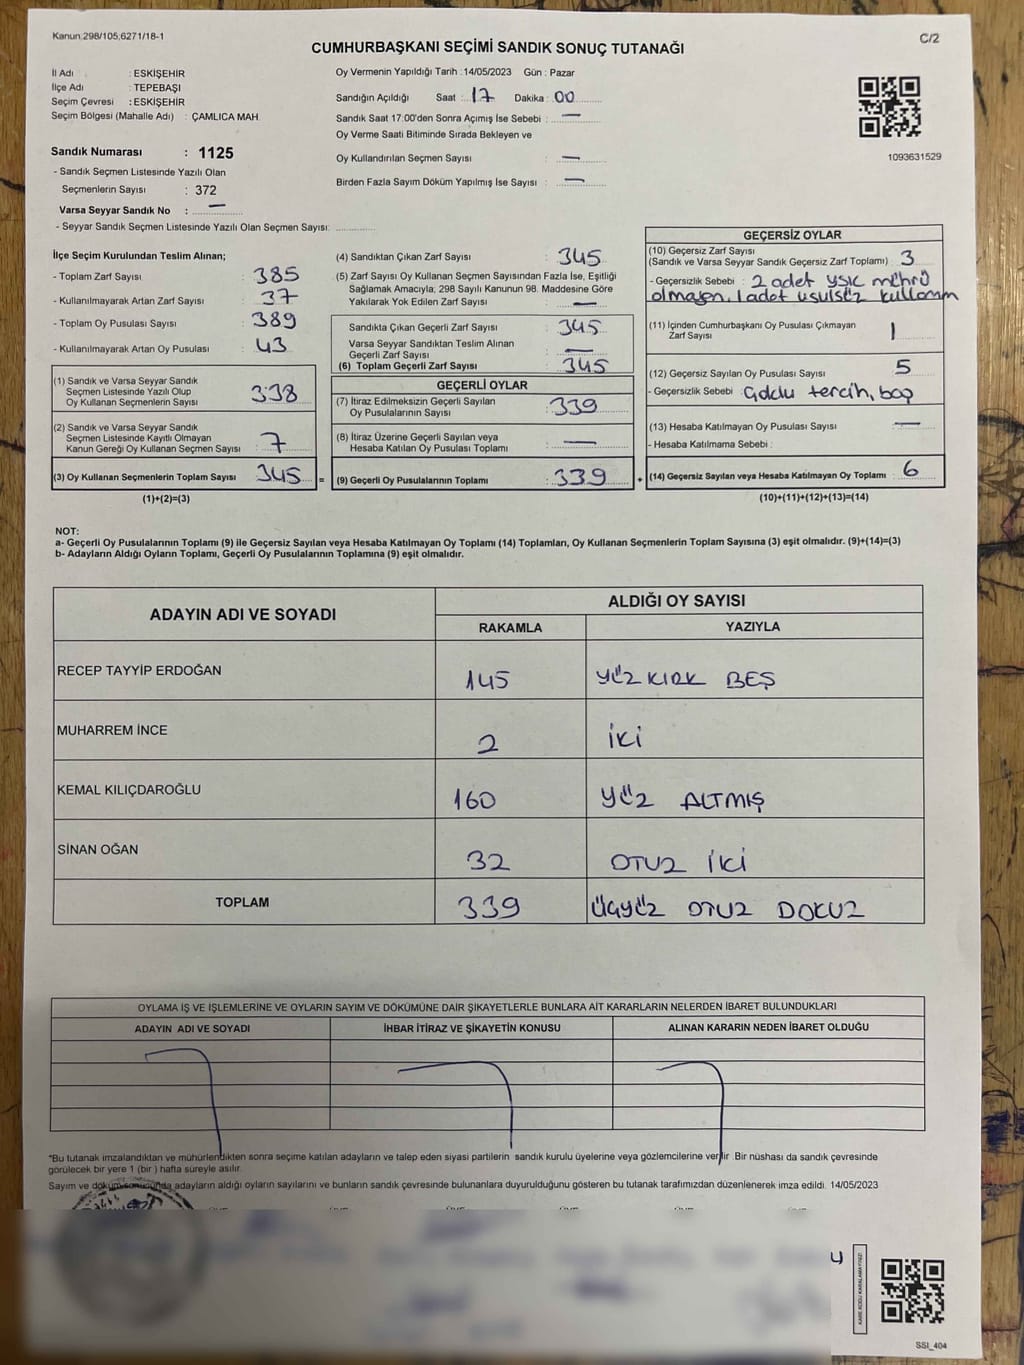 Kanun:298/105;6271/18-1
C/2
CUMHURBAŞKANI SEÇİMİ SANDIK SONUÇ TUTANAĞI
İl Adı : ESKİŞEHİR
İlçe Adı : TEPEBAŞI
Seçim Çevresi : ESKİŞEHİR
Seçim Bölgesi (Mahalle Adı) : ÇAMLICA MAH.
Sandık Numarası : 1125
- Sandık Seçmen Listesinde Yazılı Olan
Seçmenlerin Sayısı : 372
Varsa Seyyar Sandık No : —
- Seyyar Sandık Seçmen Listesinde Yazılı Olan Seçmen Sayısı: ............
Oy Vermenin Yapıldığı Tarih :14/05/2023 Gün : Pazar
Sandığın Açıldığı Saat : 17 Dakika : 00
Sandık Saat 17:00'den Sonra Açımış İse Sebebi : —
Oy Verme Saati Bitiminde Sırada Bekleyen ve
Oy Kullandırılan Seçmen Sayısı : —
Birden Fazla Sayım Döküm Yapılmış İse Sayısı : —
1093631529
İlçe Seçim Kurulundan Teslim Alınan;
- Toplam Zarf Sayısı : 385
- Kullanılmayarak Artan Zarf Sayısı : 37
- Toplam Oy Pusulası Sayısı : 389
- Kullanılmayarak Artan Oy Pusulası : 43
(1) Sandık ve Varsa Seyyar Sandık
Seçmen Listesinde Yazılı Olup
Oy Kullanan Seçmenlerin Sayısı : 338
(2) Sandık ve Varsa Seyyar Sandık
Seçmen Listesinde Kayıtlı Olmayan
Kanun Gereği Oy Kullanan Seçmen Sayısı : 7
(3) Oy Kullanan Seçmenlerin Toplam Sayısı : 345 =
(1)+(2)=(3)
(4) Sandıktan Çıkan Zarf Sayısı : 345
(5) Zarf Sayısı Oy Kullanan Seçmen Sayısından Fazla İse, Eşitliği
Sağlamak Amacıyla; 298 Sayılı Kanunun 98. Maddesine Göre
Yakılarak Yok Edilen Zarf Sayısı : —
Sandıkta Çıkan Geçerli Zarf Sayısı : 345
Varsa Seyyar Sandıktan Teslim Alınan
Geçerli Zarf Sayısı : —
(6) Toplam Geçerli Zarf Sayısı : 345
GEÇERLİ OYLAR
(7) İtiraz Edilmeksizin Geçerli Sayılan
Oy Pusulalarının Sayısı : 339
(8) İtiraz Üzerine Geçerli Sayılan veya
Hesaba Katılan Oy Pusulası Toplamı : —
(9) Geçerli Oy Pusulalarının Toplamı : 339 +
GEÇERSİZ OYLAR
(10) Geçersiz Zarf Sayısı
(Sandık ve Varsa Seyyar Sandık Geçersiz Zarf Toplamı) : 3
- Geçersizlik Sebebi : 2 adet YSK mührü
olmayan, 1 adet usulsüz kullanım
(11) İçinden Cumhurbaşkanı Oy Pusulası Çıkmayan
Zarf Sayısı : 1
(12) Geçersiz Sayılan Oy Pusulası Sayısı : 5
- Geçersizlik Sebebi : Çoklu tercih, boş
(13) Hesaba Katılmayan Oy Pusulası Sayısı : —
- Hesaba Katılmama Sebebi :
(14) Geçersiz Sayılan veya Hesaba Katılmayan Oy Toplamı : 6
(10)+(11)+(12)+(13)=(14)
NOT:
a- Geçerli Oy Pusulalarının Toplamı (9) ile Geçersiz Sayılan veya Hesaba Katılmayan Oy Toplamı (14) Toplamları, Oy Kullanan Seçmenlerin Toplam Sayısına (3) eşit olmalıdır. (9)+(14)=(3)
b- Adayların Aldığı Oyların Toplamı, Geçerli Oy Pusulalarının Toplamına (9) eşit olmalıdır.
ADAYIN ADI VE SOYADI ALDIĞI OY SAYISI
RAKAMLA YAZIYLA
RECEP TAYYİP ERDOĞAN 145 YÜZ KIRK BEŞ
MUHARREM İNCE 2 İKİ
KEMAL KILIÇDAROĞLU 160 YÜZ ALTMIŞ
SİNAN OĞAN 32 OTUZ İKİ
TOPLAM 339 ÜÇYÜZ OTUZ DOKUZ
OYLAMA İŞ VE İŞLEMLERİNE VE OYLARIN SAYIM VE DÖKÜMÜNE DAİR ŞİKAYETLERLE BUNLARA AİT KARARLARIN NELERDEN İBARET BULUNDUKLARI
ADAYIN ADI VE SOYADI İHBAR İTİRAZ VE ŞİKAYETİN KONUSU ALINAN KARARIN NEDEN İBARET OLDUĞU
*Bu tutanak imzalandıktan ve mühürlendikten sonra seçime katılan adayların ve talep eden siyasi partilerin sandık kurulu üyelerine veya gözlemcilerine verilir .Bir nüshası da sandık çevresinde
görülecek bir yere 1 (bir ) hafta süreyle asılır.
Sayım ve döküm sonucunda adayların aldığı oyların sayılarını ve bunların sandık çevresinde bulunanlara duyurulduğunu gösteren bu tutanak tarafımızdan düzenlenerek imza edildi. 14/05/2023
SSI_404